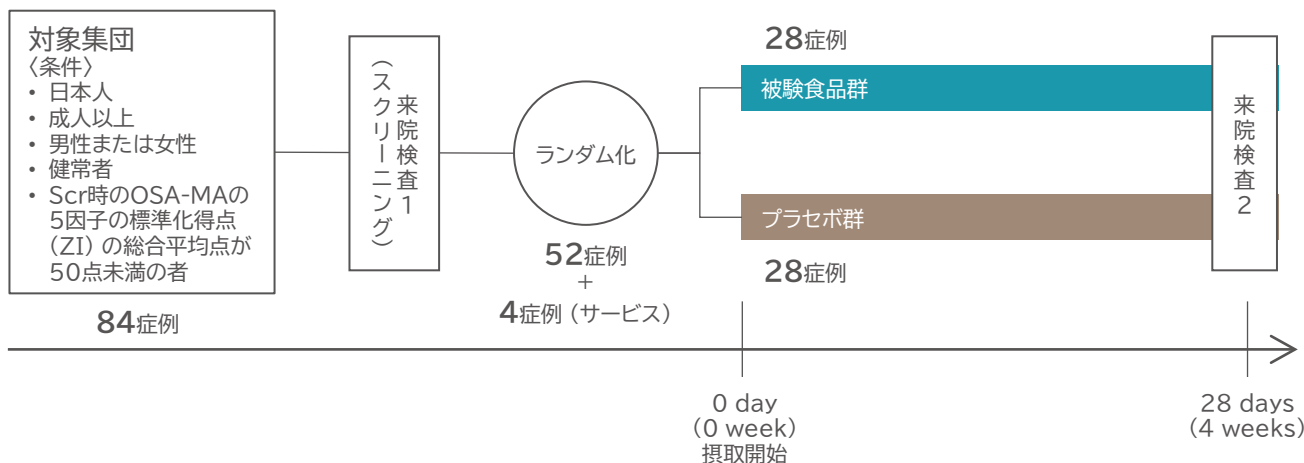 対象集団
〈条件〉
• 日本人
• 成人以上
• 男性または女性
• 健常者
• Scr時のOSA-MAの
5因子の標準化得点
（ZI）の総合平均点が
50点未満の者
84症例
来院検査1
（スクリーニング）
ランダム化
52症例
+
4症例（サービス）
28症例
被験食品群
プラセボ群
28症例
来院検査2
0 day
(0 week)
摂取開始
28 days
(4 weeks)